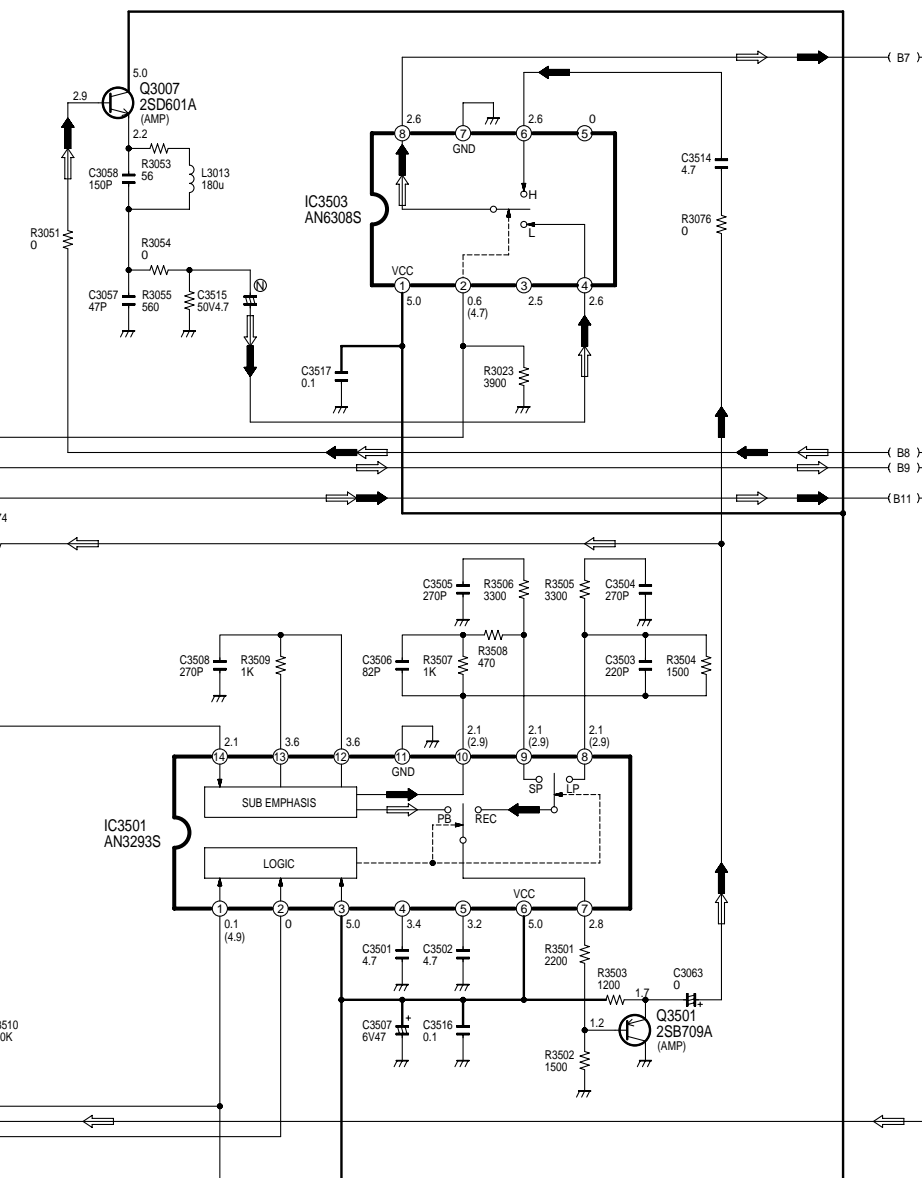 5.0
Q3007
2SD601A
(AMP)
2.9
2.2
C3058
150P
R3053
56
L3013
180u
R3051
0
R3054
0
C3057
47P
R3055
560
C3515
50V4.7
N
B7
2.6
8
7
GND
2.6
6
0
5
IC3503
AN6308S
H
L
VCC
1
5.0
2
0.6
(4.7)
3
2.5
4
2.6
C3514
4.7
R3076
0
C3517
0.1
R3023
3900
B8
B9
B11
74
C3505
270P
R3506
3300
R3505
3300
C3504
270P
C3508
270P
R3509
1K
C3506
82P
R3507
1K
R3508
470
C3503
220P
R3504
1500
2.1
14
3.6
13
3.6
12
11
GND
2.1
(2.9)
10
2.1
(2.9)
9
2.1
(2.9)
8
SUB EMPHASIS
SP
LP
PB
REC
IC3501
AN3293S
LOGIC
VCC
1
0.1
(4.9)
2
0
3
5.0
4
3.4
5
3.2
6
5.0
7
2.8
C3501
4.7
C3502
4.7
R3501
2200
R3503
1200
C3063
0
+
1.7
Q3501
2SB709A
(AMP)
1.2
C3507
6V47
+
C3516
0.1
R3502
1500
3510
0K